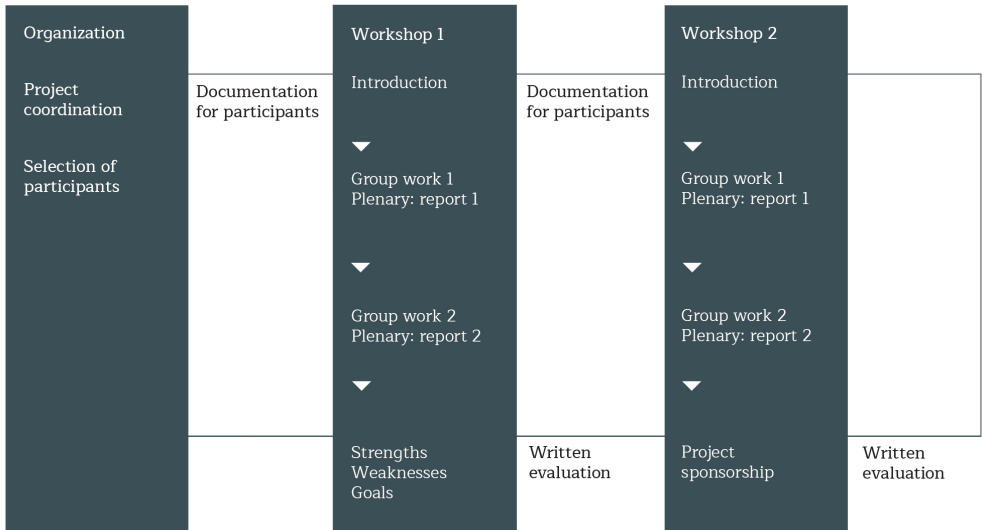 Organization
Project
coordination
Selection of
participants
Documentation
for participants
Workshop 1
Introduction
Group work 1
Plenary: report 1
Group work 2
Plenary: report 2
Strengths
Weaknesses
Goals
Documentation
for participants
Written
evaluation
Workshop 2
Introduction
Group work 1
Plenary: report 1
Group work 2
Plenary: report 2
Project
sponsorship
Written
evaluation